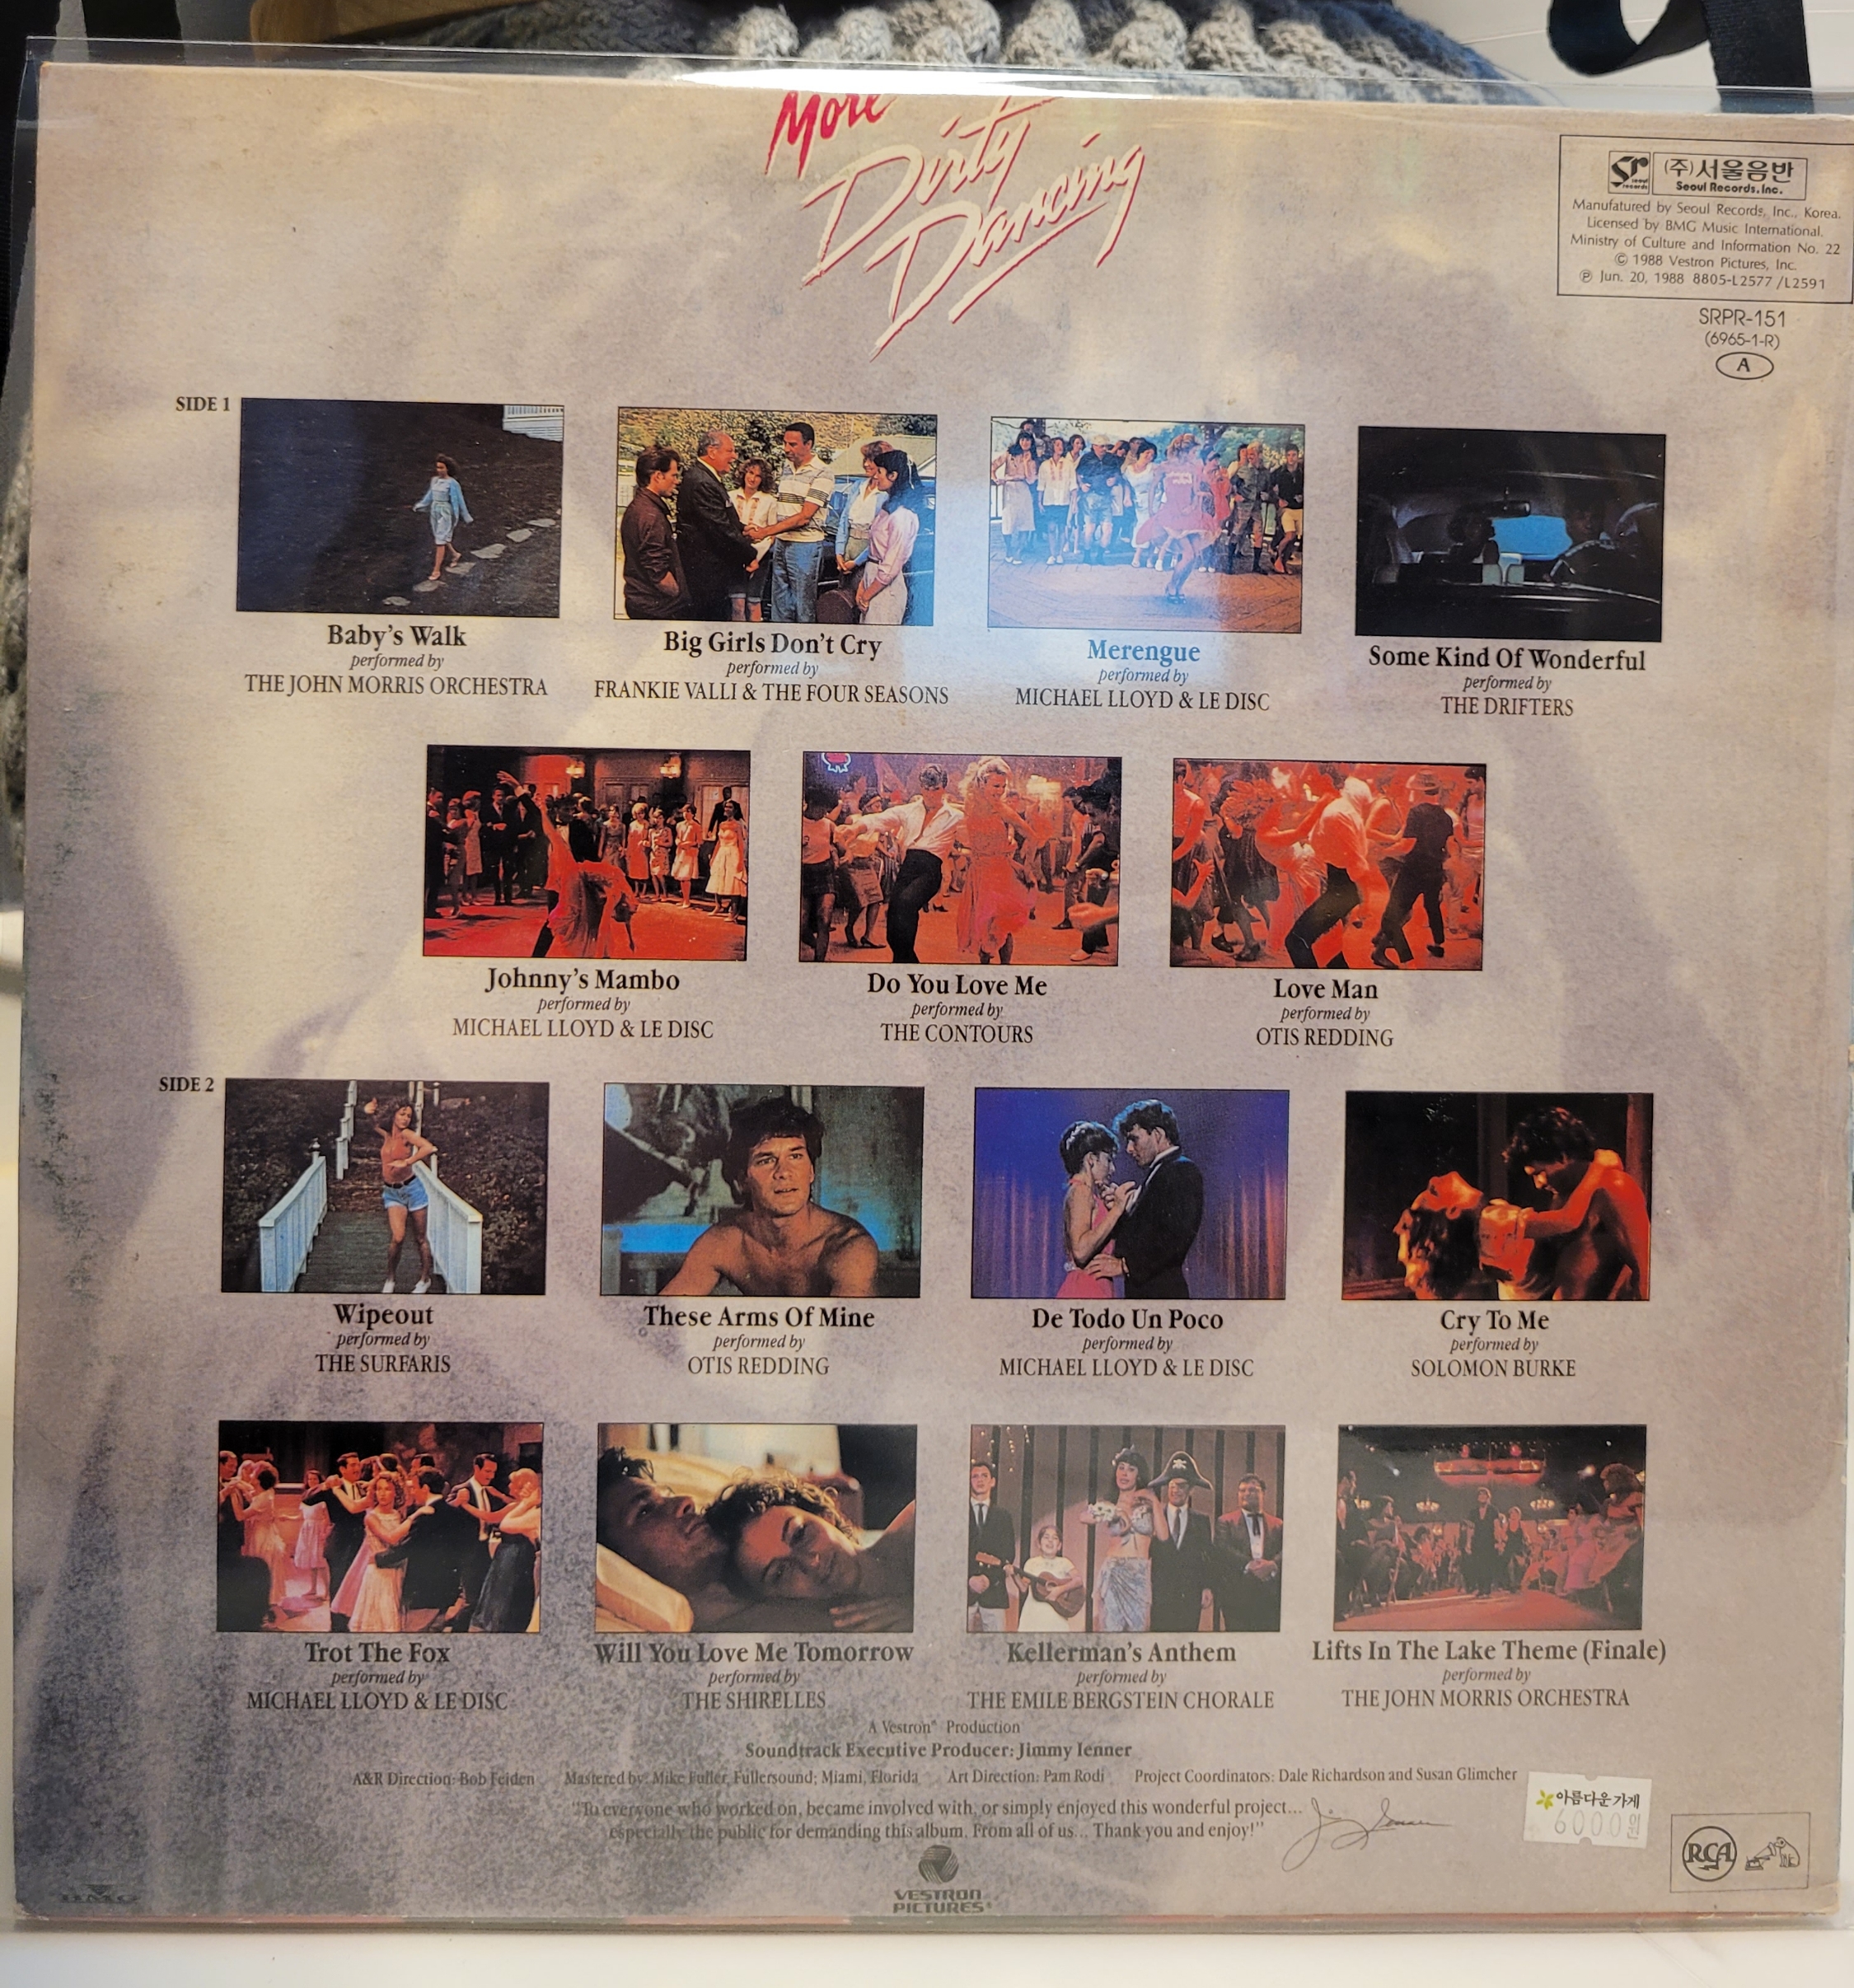 More
Dirty
Dancing
Sr
seoul
records
(주)서울음반
Seoul Records, Inc.
Manufatured by Seoul Records, Inc., Korea.
Licensed by BMG Music International.
Ministry of Culture and Information No. 22
© 1988 Vestron Pictures, Inc.
℗ Jun. 20, 1988 8805-L2577 /L2591
SRPR-151
(6965-1-R)
A
SIDE 1
Baby's Walk
performed by
THE JOHN MORRIS ORCHESTRA
Big Girls Don't Cry
performed by
FRANKIE VALLI & THE FOUR SEASONS
Merengue
performed by
MICHAEL LLOYD & LE DISC
Some Kind Of Wonderful
performed by
THE DRIFTERS
Johnny's Mambo
performed by
MICHAEL LLOYD & LE DISC
Do You Love Me
performed by
THE CONTOURS
Love Man
performed by
OTIS REDDING
SIDE 2
Wipeout
performed by
THE SURFARIS
These Arms Of Mine
performed by
OTIS REDDING
De Todo Un Poco
performed by
MICHAEL LLOYD & LE DISC
Cry To Me
performed by
SOLOMON BURKE
Trot The Fox
performed by
MICHAEL LLOYD & LE DISC
Will You Love Me Tomorrow
performed by
THE SHIRELLES
Kellerman's Anthem
performed by
THE EMILE BERGSTEIN CHORALE
Lifts In The Lake Theme (Finale)
performed by
THE JOHN MORRIS ORCHESTRA
A Vestron® Production
Soundtrack Executive Producer: Jimmy Ienner
A&R Direction: Bob Feiden Mastered by: Mike Fuller, Fullersound; Miami, Florida Art Direction: Pam Rodi Project Coordinators: Dale Richardson and Susan Glimcher
"To everyone who worked on, became involved with, or simply enjoyed this wonderful project...
especially the public for demanding this album. From all of us... Thank you and enjoy!"
아름다운가게
6000원
RCA
BMG
VESTRON
PICTURES®